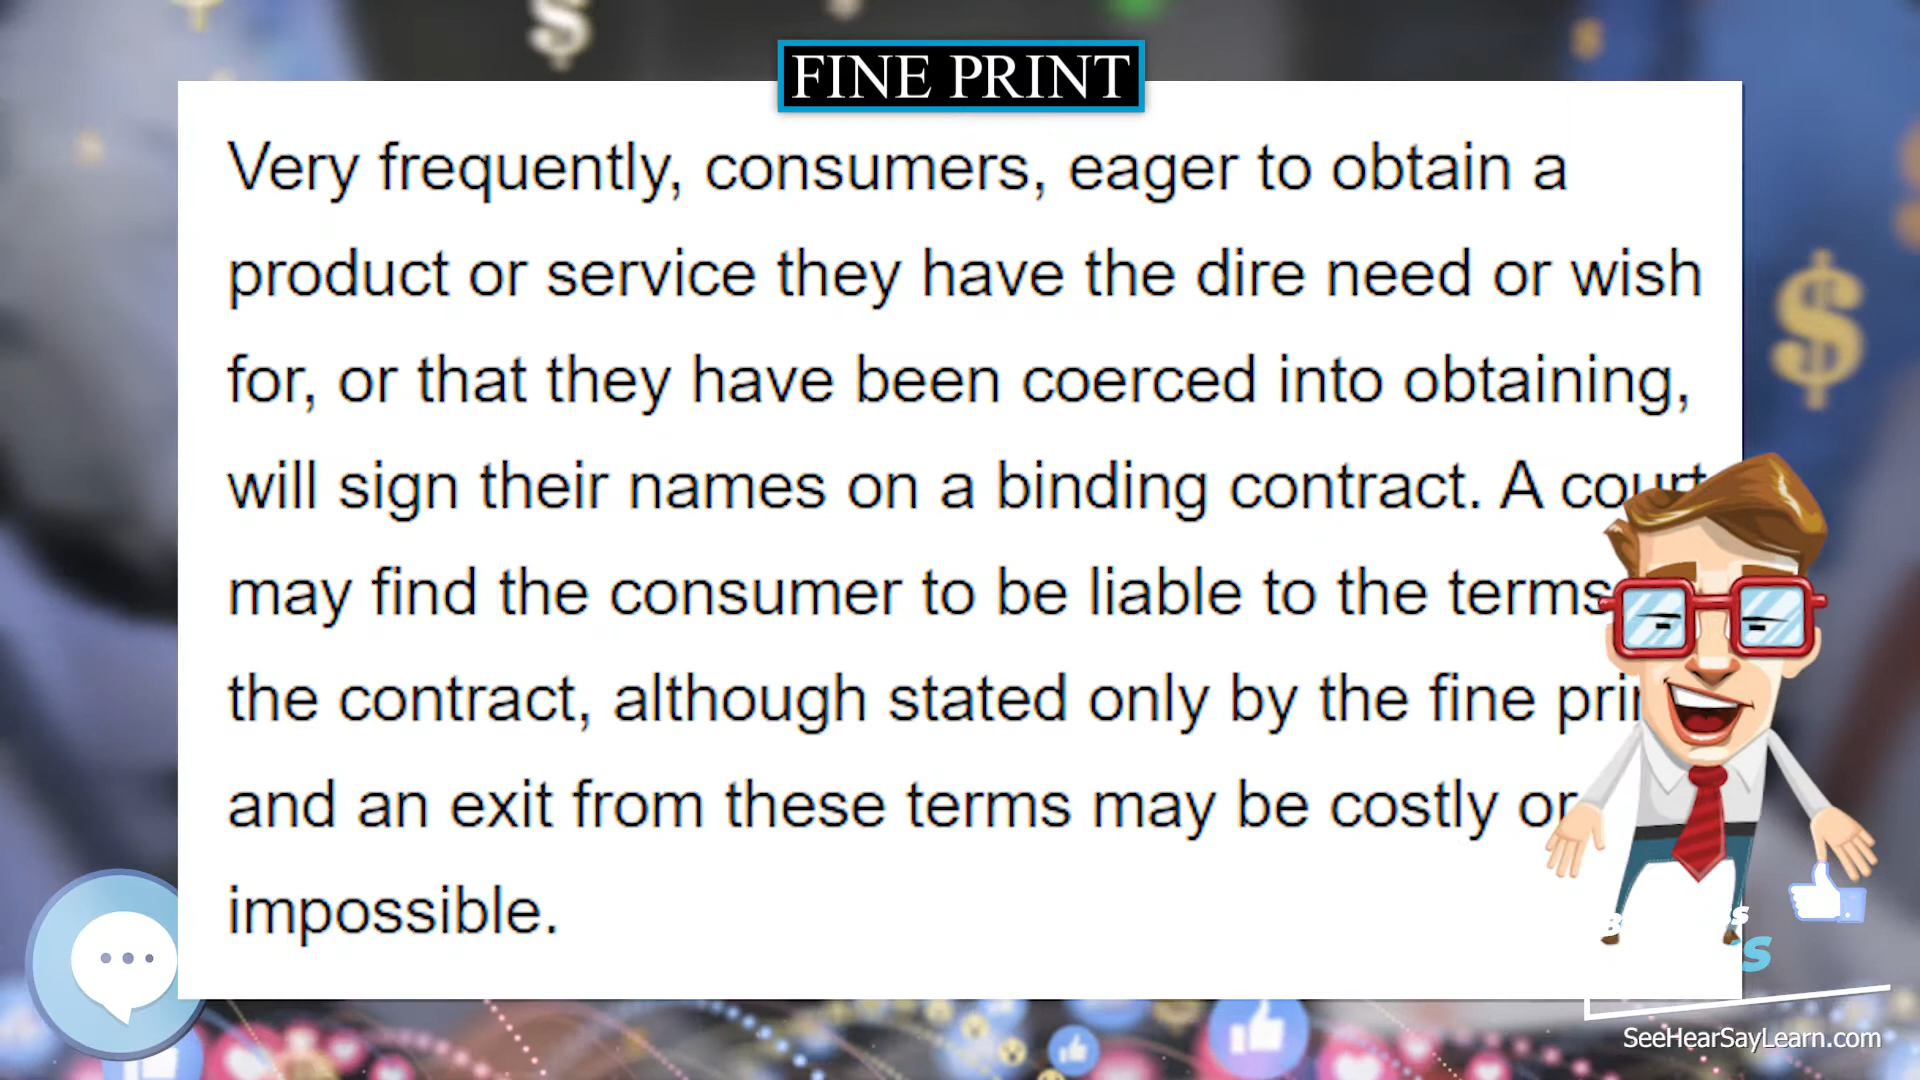 FINE PRINT
Very frequently, consumers, eager to obtain a
product or service they have the dire need or wish
for, or that they have been coerced into obtaining,
will sign their names on a binding contract. A court
may find the consumer to be liable to the terms
the contract, although stated only by the fine
and an exit from these terms may be costly or
impossible.
SeeHearSayLearn.com